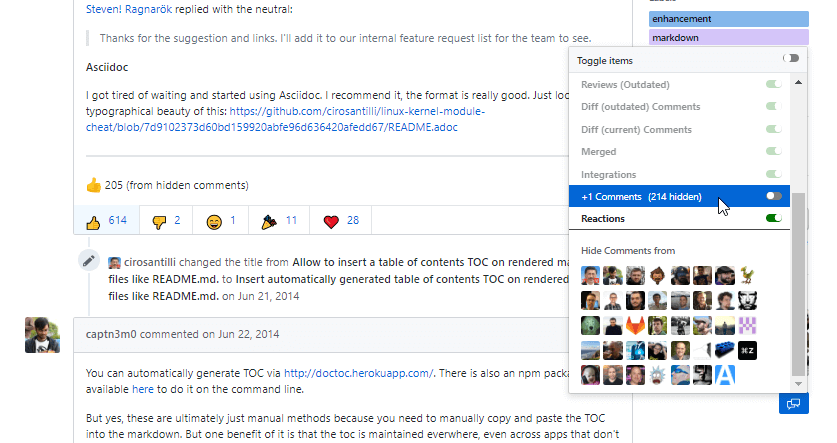 Steven! Ragnarök replied with the neutral:
Thanks for the suggestion and links. I'll add it to our internal feature request list for the team to see.
Asciidoc
I got tired of waiting and started using Asciidoc. I recommend it, the format is really good. Just
typographical beauty of this: https://github.com/cirosantilli/linux-kernel-module-
cheat/blob/7d9102373d60bd159920abfe96d636420afedd67/README.adoc
205 (from hidden comments)
614 2 1 11 28
cirosantilli changed the title from Allow to insert a table of contents TOC on rendered
files like README.md. to Insert automatically generated table of contents TOC on rendered
files like README.md. on Jun 21, 2014
captn3m0 commented on Jun 22, 2014
You can automatically generate TOC via http://doctoc.herokuapp.com/. There is also an npm
available here to do it on the command line.
But yes, these are ultimately just manual methods because you need to manually copy and paste the TOC
into the markdown. But one benefit of it is that the toc is maintained everwhere, even across apps that don't
enhancement
markdown
Toggle items
Reviews (Outdated)
Diff (outdated) Comments
Diff (current) Comments
Merged
Integrations
+1 Comments (214 hidden)
Reactions
Hide Comments from
⌘Z